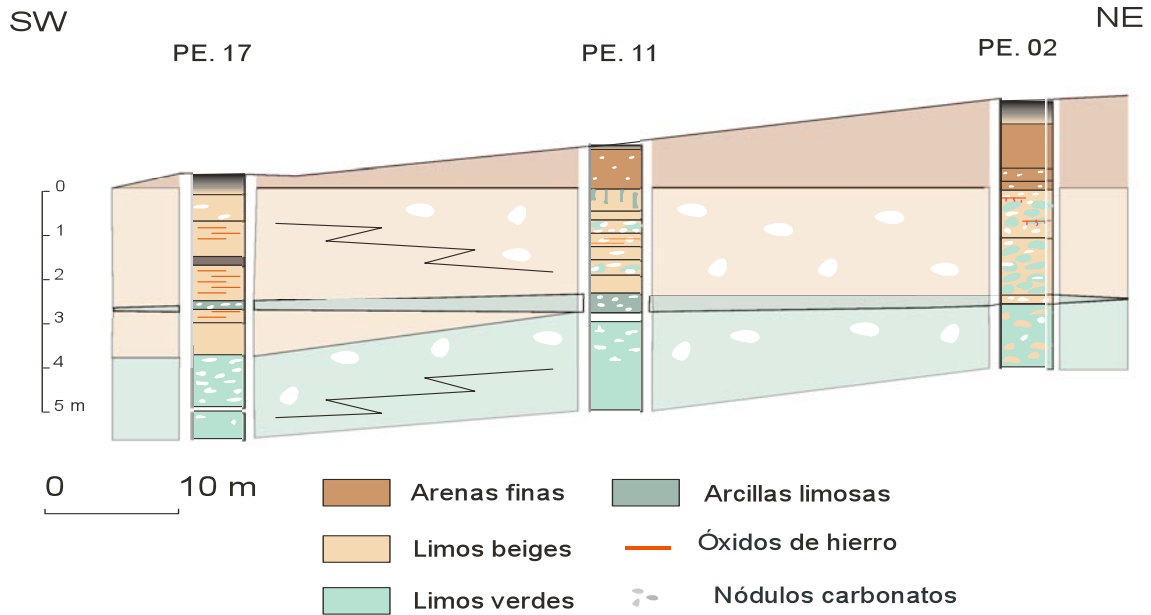 SW
NE
PE. 17
PE. 11
PE. 02
0
1
2
3
4
5 m
0 10 m
Arenas finas
Arcillas limosas
Limos beiges
Óxidos de hierro
Limos verdes
Nódulos carbonatos